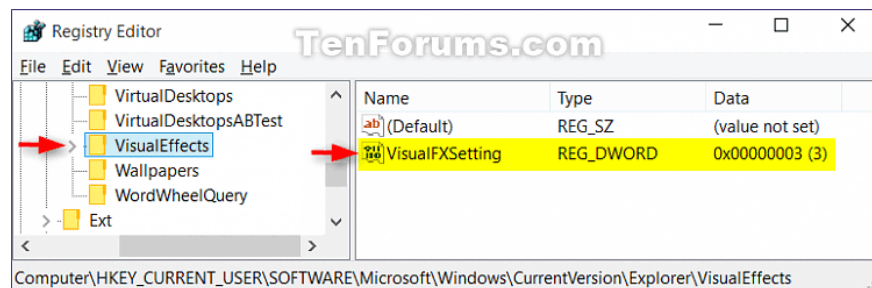 Registry Editor
TenForums.com
File Edit View Favorites Help
VirtualDesktops
VirtualDesktopsABTest
VisualEffects
Wallpapers
WordWheelQuery
Ext
Name Type Data
ab (Default) REG_SZ (value not set)
VisualFXSetting REG_DWORD 0x00000003 (3)
Computer\HKEY_CURRENT_USER\SOFTWARE\Microsoft\Windows\CurrentVersion\Explorer\VisualEffects